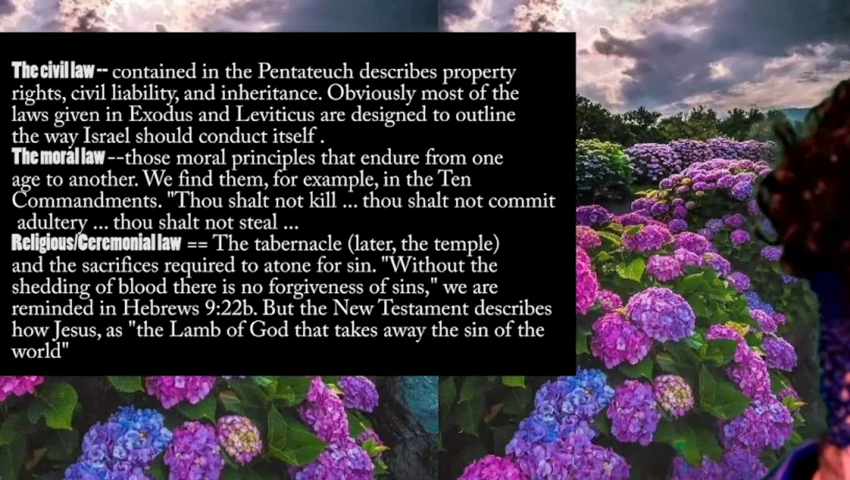 The civil law -- contained in the Pentateuch describes property
rights, civil liability, and inheritance. Obviously most of the
laws given in Exodus and Leviticus are designed to outline
the way Israel should conduct itself .
The moral law --those moral principles that endure from one
age to another. We find them, for example, in the Ten
Commandments. "Thou shalt not kill ... thou shalt not commit
adultery ... thou shalt not steal ...
Religious/Ceremonial law == The tabernacle (later, the temple)
and the sacrifices required to atone for sin. "Without the
shedding of blood there is no forgiveness of sins," we are
reminded in Hebrews 9:22b. But the New Testament describes
how Jesus, as "the Lamb of God that takes away the sin of the
world"